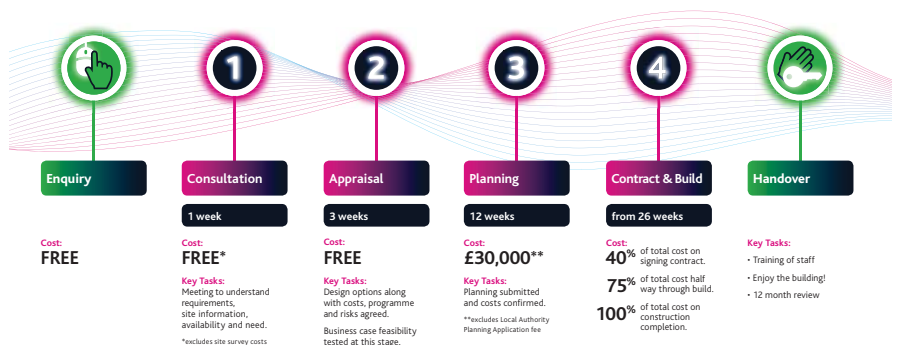 1
2
3
4
Enquiry
Cost:
FREE
Consultation
1 week
Cost:
FREE*
Key Tasks:
Meeting to understand
requirements,
site information,
availability and need.
*excludes site survey costs
Appraisal
3 weeks
Cost:
FREE
Key Tasks:
Design options along
with costs, programme
and risks agreed.
Business case feasibility
tested at this stage.
Planning
12 weeks
Cost:
£30,000**
Key Tasks:
Planning submitted
and costs confirmed.
**excludes Local Authority
Planning Application fee
Contract & Build
from 26 weeks
Cost:
40% of total cost on
signing contract.
75% of total cost half
way through build.
100% of total cost on
construction
completion.
Handover
Key Tasks:
• Training of staff
• Enjoy the building!
• 12 month review